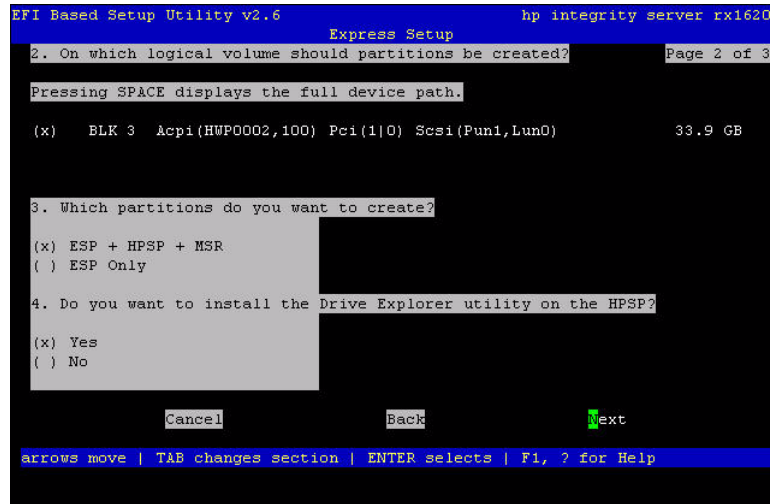 EFI Based Setup Utility v2.6 hp integrity server rx1620
Express Setup
2. On which logical volume should partitions be created? Page 2 of 3
Pressing SPACE displays the full device path.
(x) BLK 3 Acpi(HWP0002,100) Pci(1|0) Scsi(Pun1,Lun0) 33.9 GB
3. Which partitions do you want to create?
(x) ESP + HPSP + MSR
( ) ESP Only
4. Do you want to install the Drive Explorer utility on the HPSP?
(x) Yes
( ) No
Cancel Back Next
arrows move | TAB changes section | ENTER selects | F1, ? for Help